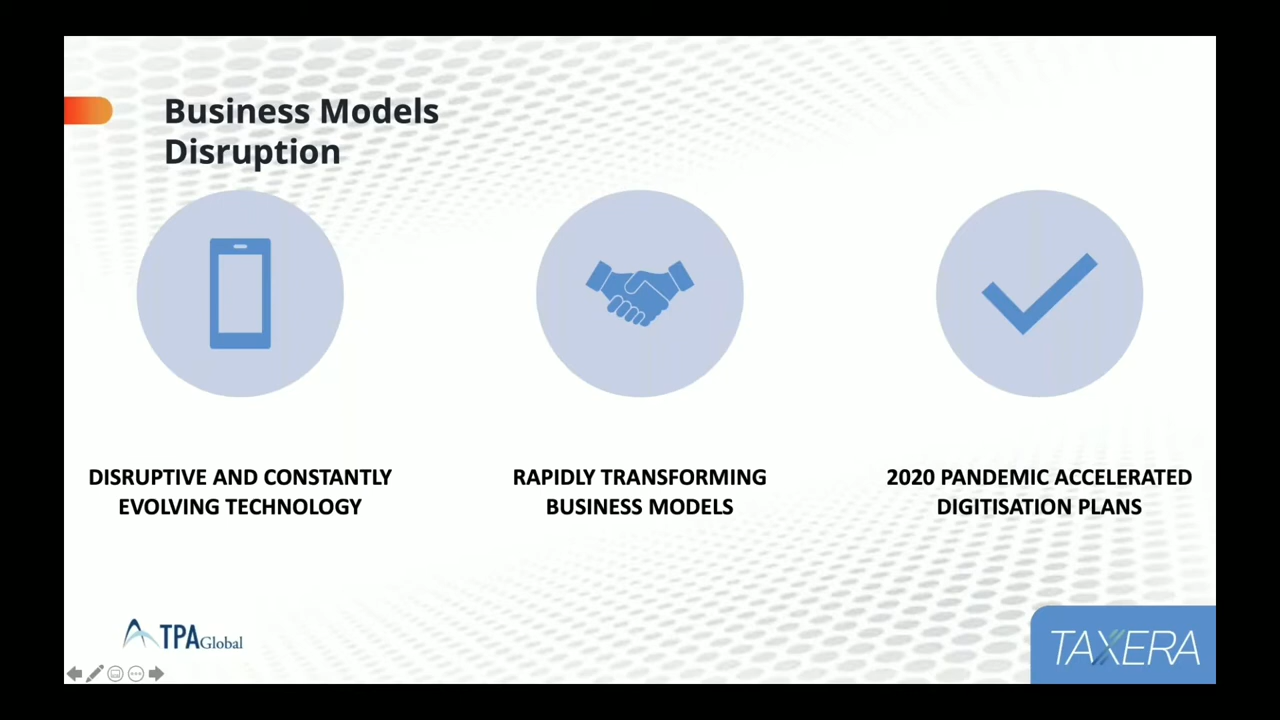 Business Models
Disruption
DISRUPTIVE AND CONSTANTLY
EVOLVING TECHNOLOGY
RAPIDLY TRANSFORMING
BUSINESS MODELS
2020 PANDEMIC ACCELERATED
DIGITISATION PLANS
TPA Global
TAXERA